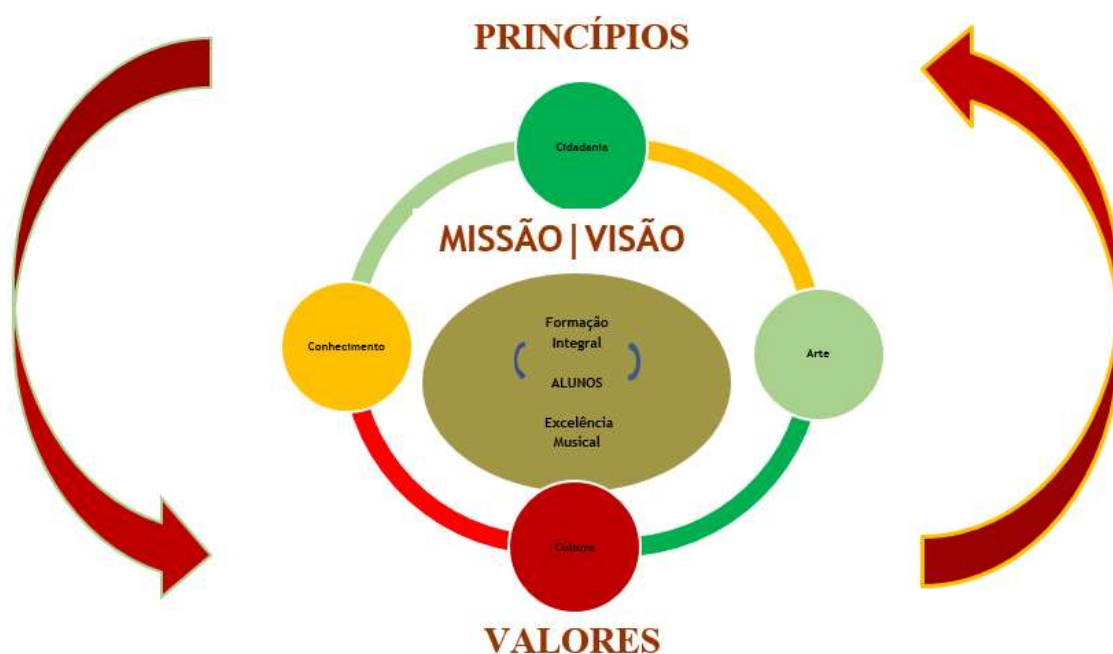 PRINCÍPIOS
Cidadania
MISSÃO|VISÃO
Formação
Integral
Conhecimento
Arte
ALUNOS
Excelência
Musical
Cultura
VALORES